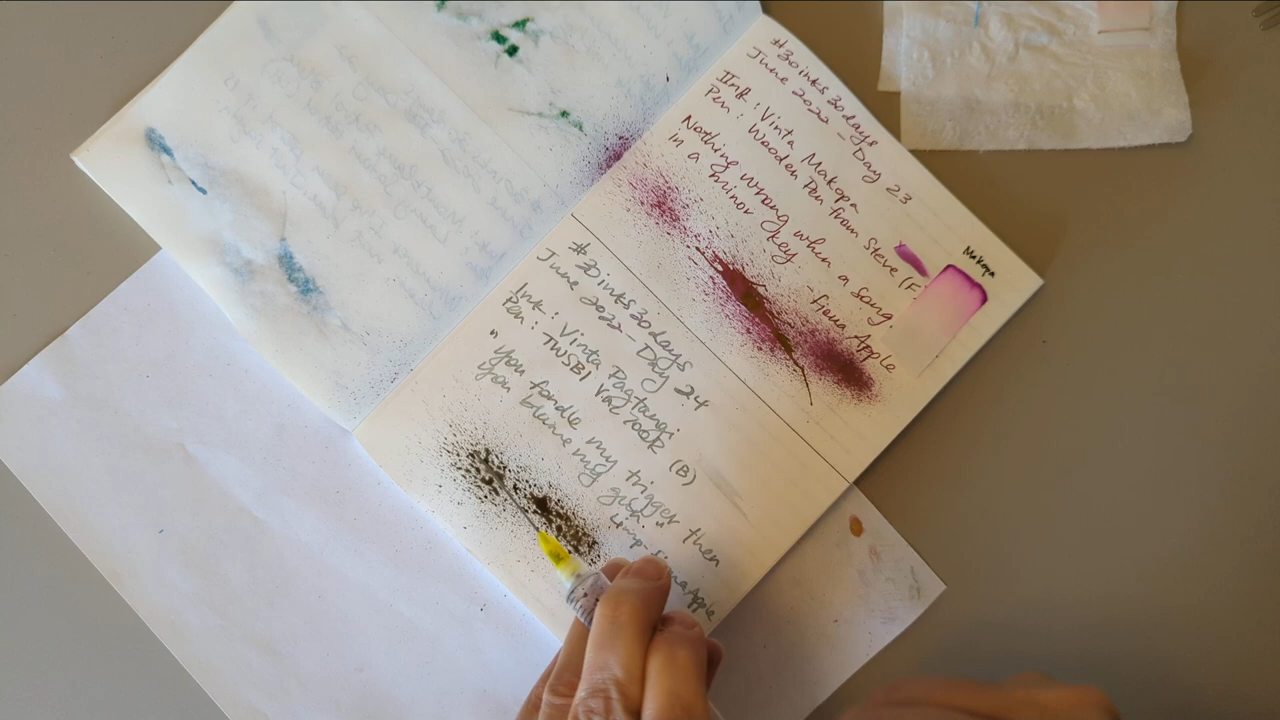 #30inks30days
June 2022 - Day 23
Ink: Vinta Makopa
Pen: Wooden Pen from Steve (F
Nothing wrong when a song
in a minor key
- Fiona Apple
Makopa
#30inks30days
June 2022 - Day 24
Ink: Vinta Pagtangi
Pen: TWSBI Vac 700R (B)
"You fondle my trigger then
you blame my gun."
Limp - Fiona Apple